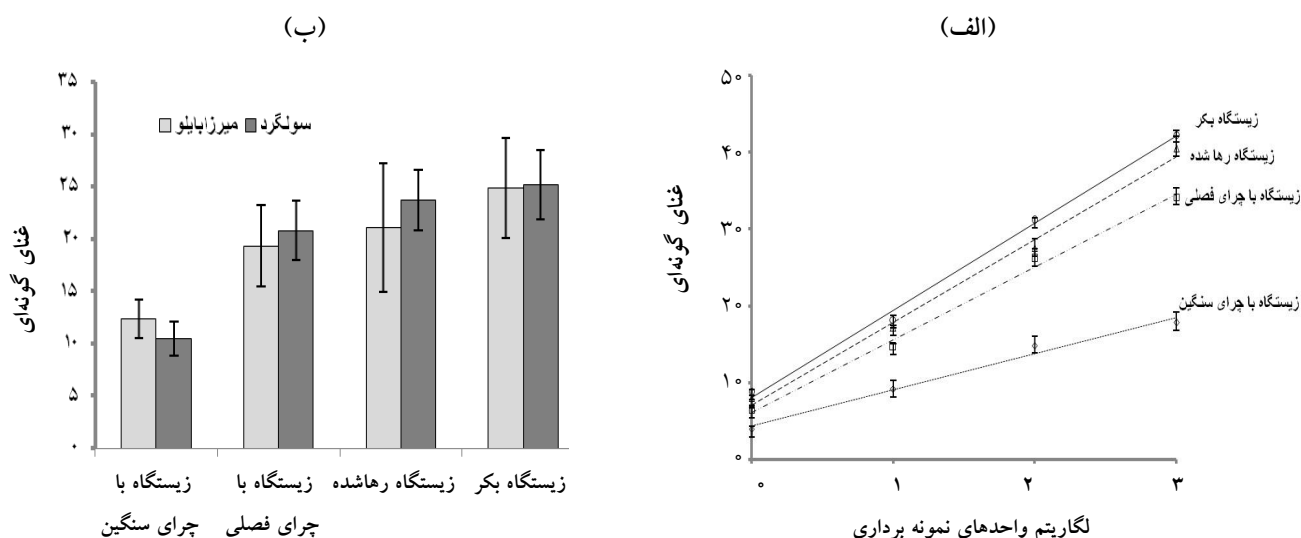 (الف)
۵۰
۴۰
۳۰
۲۰
۱۰
۰
غنای گونه‌ای
زیستگاه بکر
زیستگاه رها شده
زیستگاه با چرای فصلی
زیستگاه با چرای سنگین
۰ ۱ ۲ ۳
لگاریتم واحدهای نمونه برداری
(ب)
۳۵
۳۰
۲۵
۲۰
۱۵
۱۰
۵
۰
غنای گونه‌ای
میرزابایلو سولگرد
زیستگاه با
چرای سنگین
زیستگاه با
چرای فصلی
زیستگاه رهاشده
زیستگاه بکر